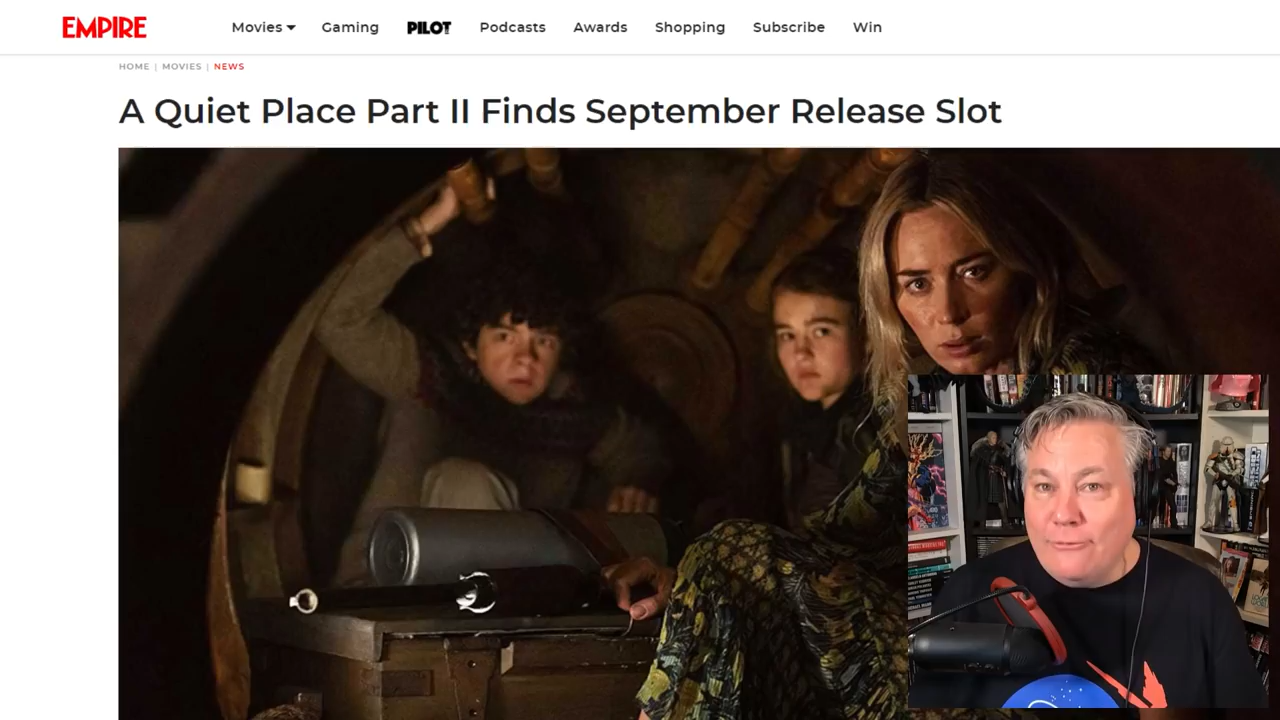 EMPIRE
Movies Gaming PILOT Podcasts Awards Shopping Subscribe Win
HOME | MOVIES | NEWS
A Quiet Place Part II Finds September Release Slot